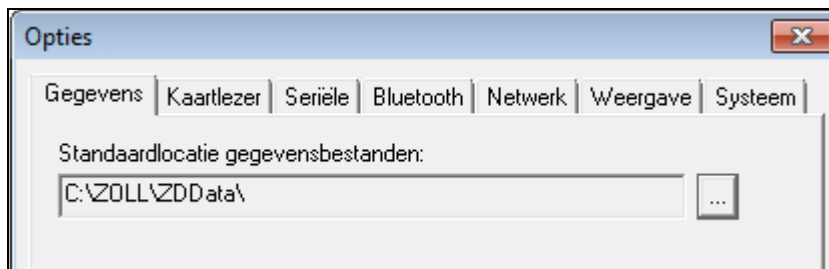 Opties
Gegevens Kaartlezer Seriële Bluetooth Netwerk Weergave Systeem
Standaardlocatie gegevensbestanden:
C:\ZOLL\ZDData\ ...